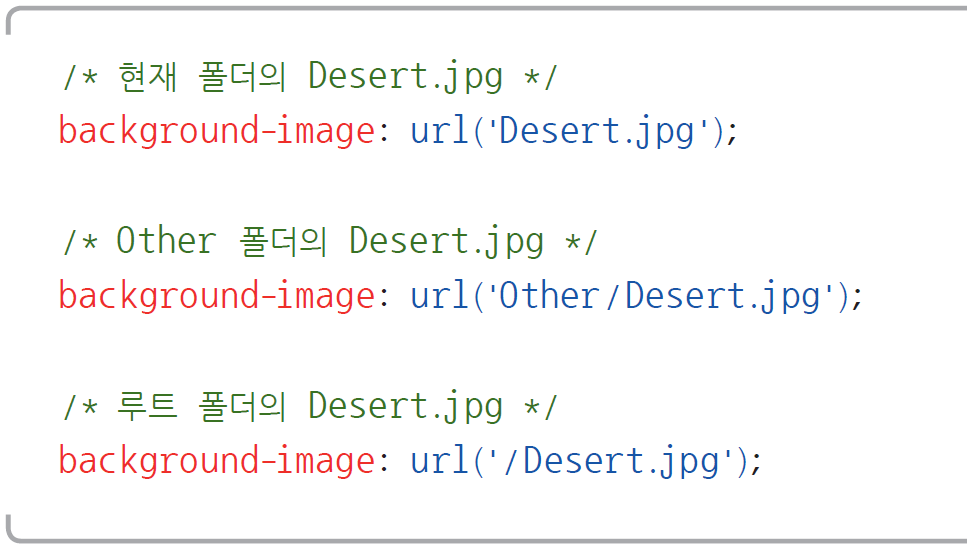 /* 현재 폴더의 Desert.jpg */
background-image: url('Desert.jpg');
/* Other 폴더의 Desert.jpg */
background-image: url('Other/Desert.jpg');
/* 루트 폴더의 Desert.jpg */
background-image: url('/Desert.jpg');